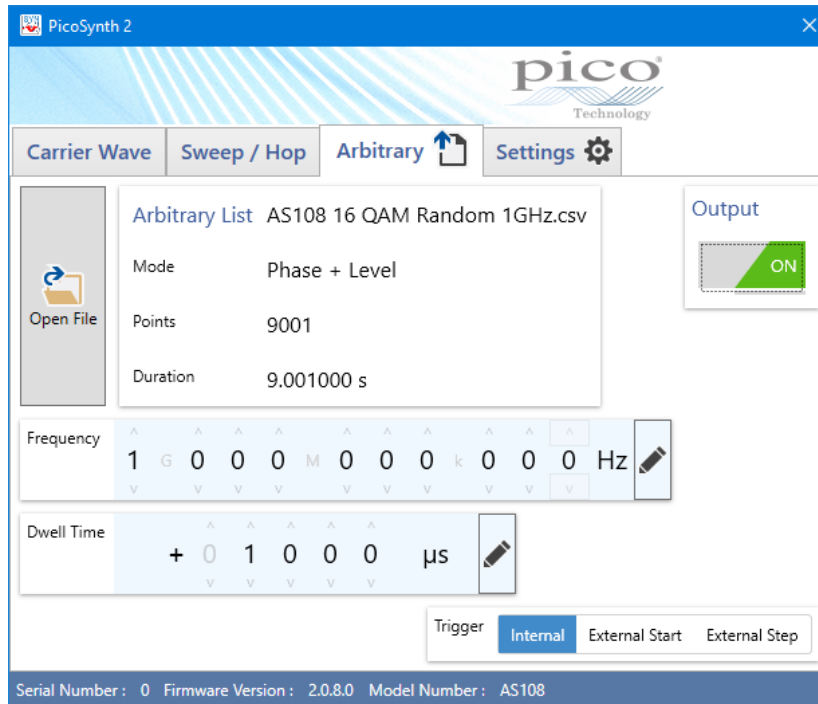 PicoSynth 2
pico
Technology
Carrier Wave Sweep / Hop Arbitrary Settings
Arbitrary List AS108 16 QAM Random 1GHz.csv
Output
ON
Mode Phase + Level
Open File
Points 9001
Duration 9.001000 s
Frequency 1 G 0 0 0 M 0 0 0 k 0 0 0 Hz
Dwell Time + 0 1 0 0 0 µs
Trigger Internal External Start External Step
Serial Number : 0 Firmware Version : 2.0.8.0 Model Number : AS108